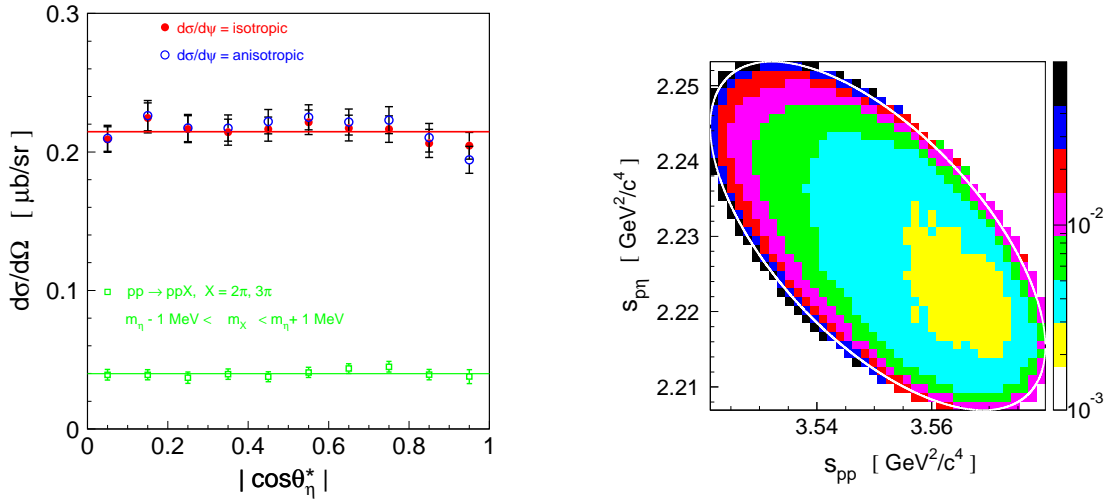 0.3
dσ/dψ = isotropic
dσ/dψ = anisotropic
0.2
0.1
0
pp → ppX, X = 2π, 3π
m_η - 1 MeV < m_X < m_η + 1 MeV
dσ/dΩ [ μb/sr ]
0 0.2 0.4 0.6 0.8 1
| cosθ*_η |
2.25
2.24
2.23
2.22
2.21
s_pη [ GeV²/c⁴ ]
3.54 3.56
s_pp [ GeV²/c⁴ ]
10⁻²
10⁻³